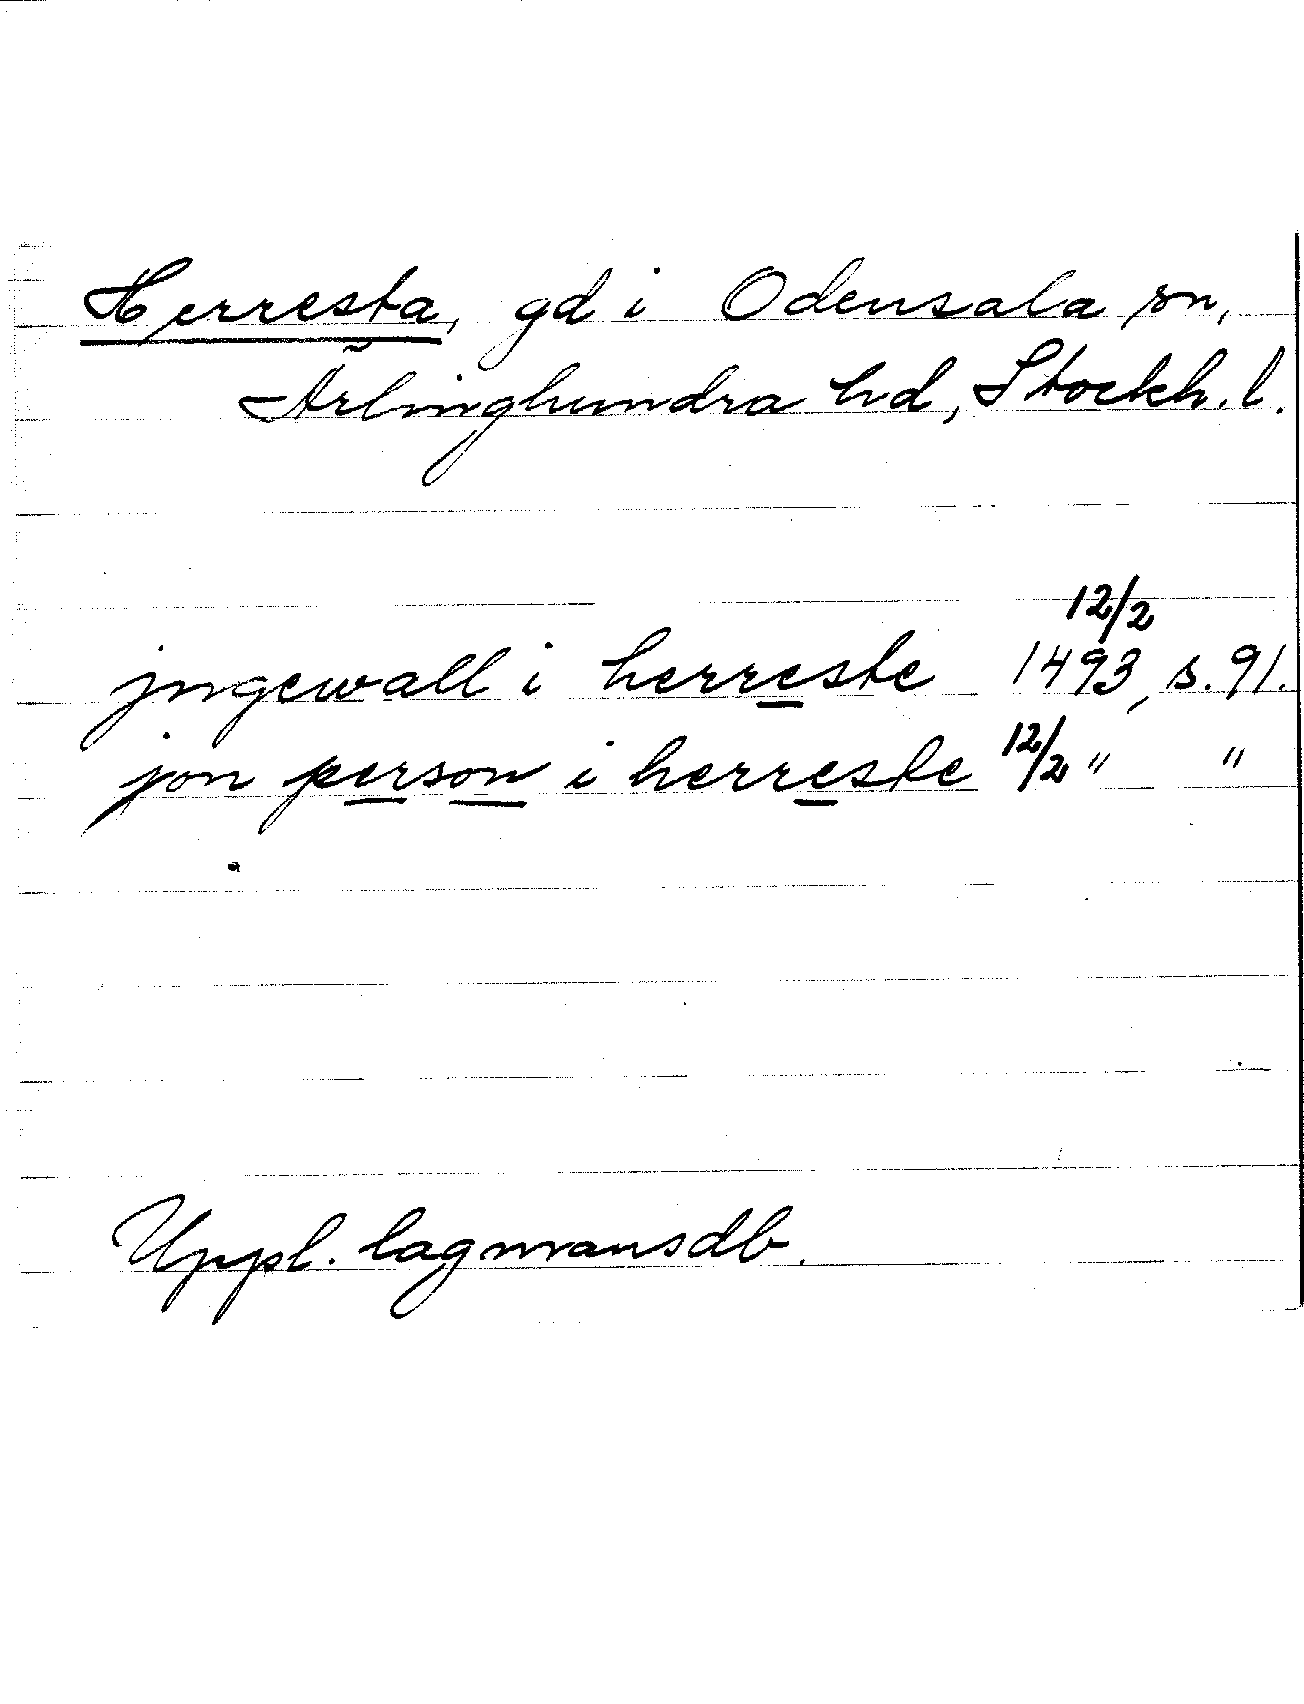 Herresta, gd i Odensala sn,
Ärlinghundra hd, Stockh. l.
12/2
jngewall i herreste 1493, s. 91.
jon person i herreste 12/2 " "
Uppl. lagmansdb.